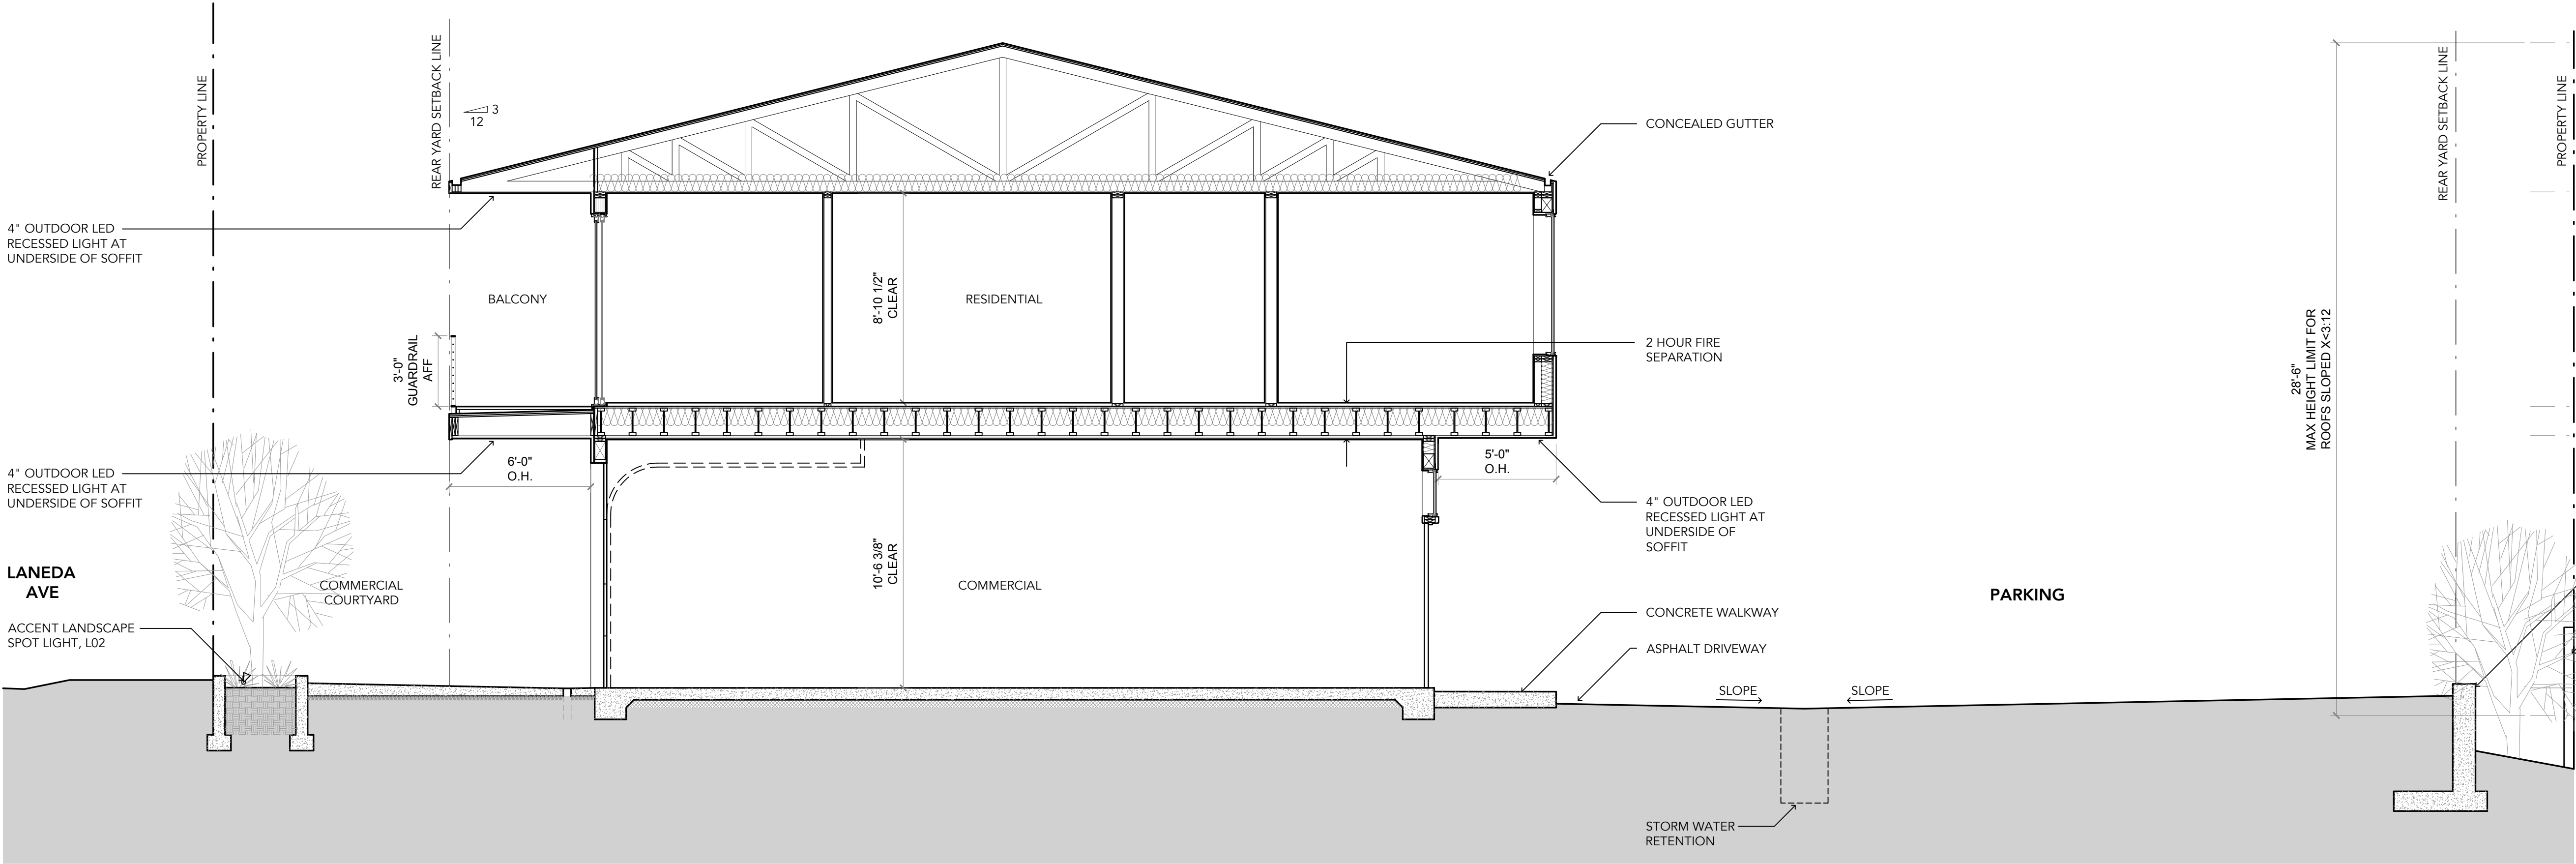 PROPERTY LINE
REAR YARD SETBACK LINE
3
12
CONCEALED GUTTER
REAR YARD SETBACK LINE
PROPERTY LINE
4" OUTDOOR LED
RECESSED LIGHT AT
UNDERSIDE OF SOFFIT
BALCONY
8'-10 1/2"
CLEAR
RESIDENTIAL
3'-0"
GUARDRAIL
AFF
2 HOUR FIRE
SEPARATION
28'-6"
MAX HEIGHT LIMIT FOR
ROOFS SLOPED X<3:12
4" OUTDOOR LED
RECESSED LIGHT AT
UNDERSIDE OF SOFFIT
6'-0"
O.H.
5'-0"
O.H.
4" OUTDOOR LED
RECESSED LIGHT AT
UNDERSIDE OF
SOFFIT
LANEDA
AVE
COMMERCIAL
COURTYARD
10'-6 3/8"
CLEAR
COMMERCIAL
PARKING
ACCENT LANDSCAPE
SPOT LIGHT, L02
CONCRETE WALKWAY
ASPHALT DRIVEWAY
SLOPE
SLOPE
STORM WATER
RETENTION